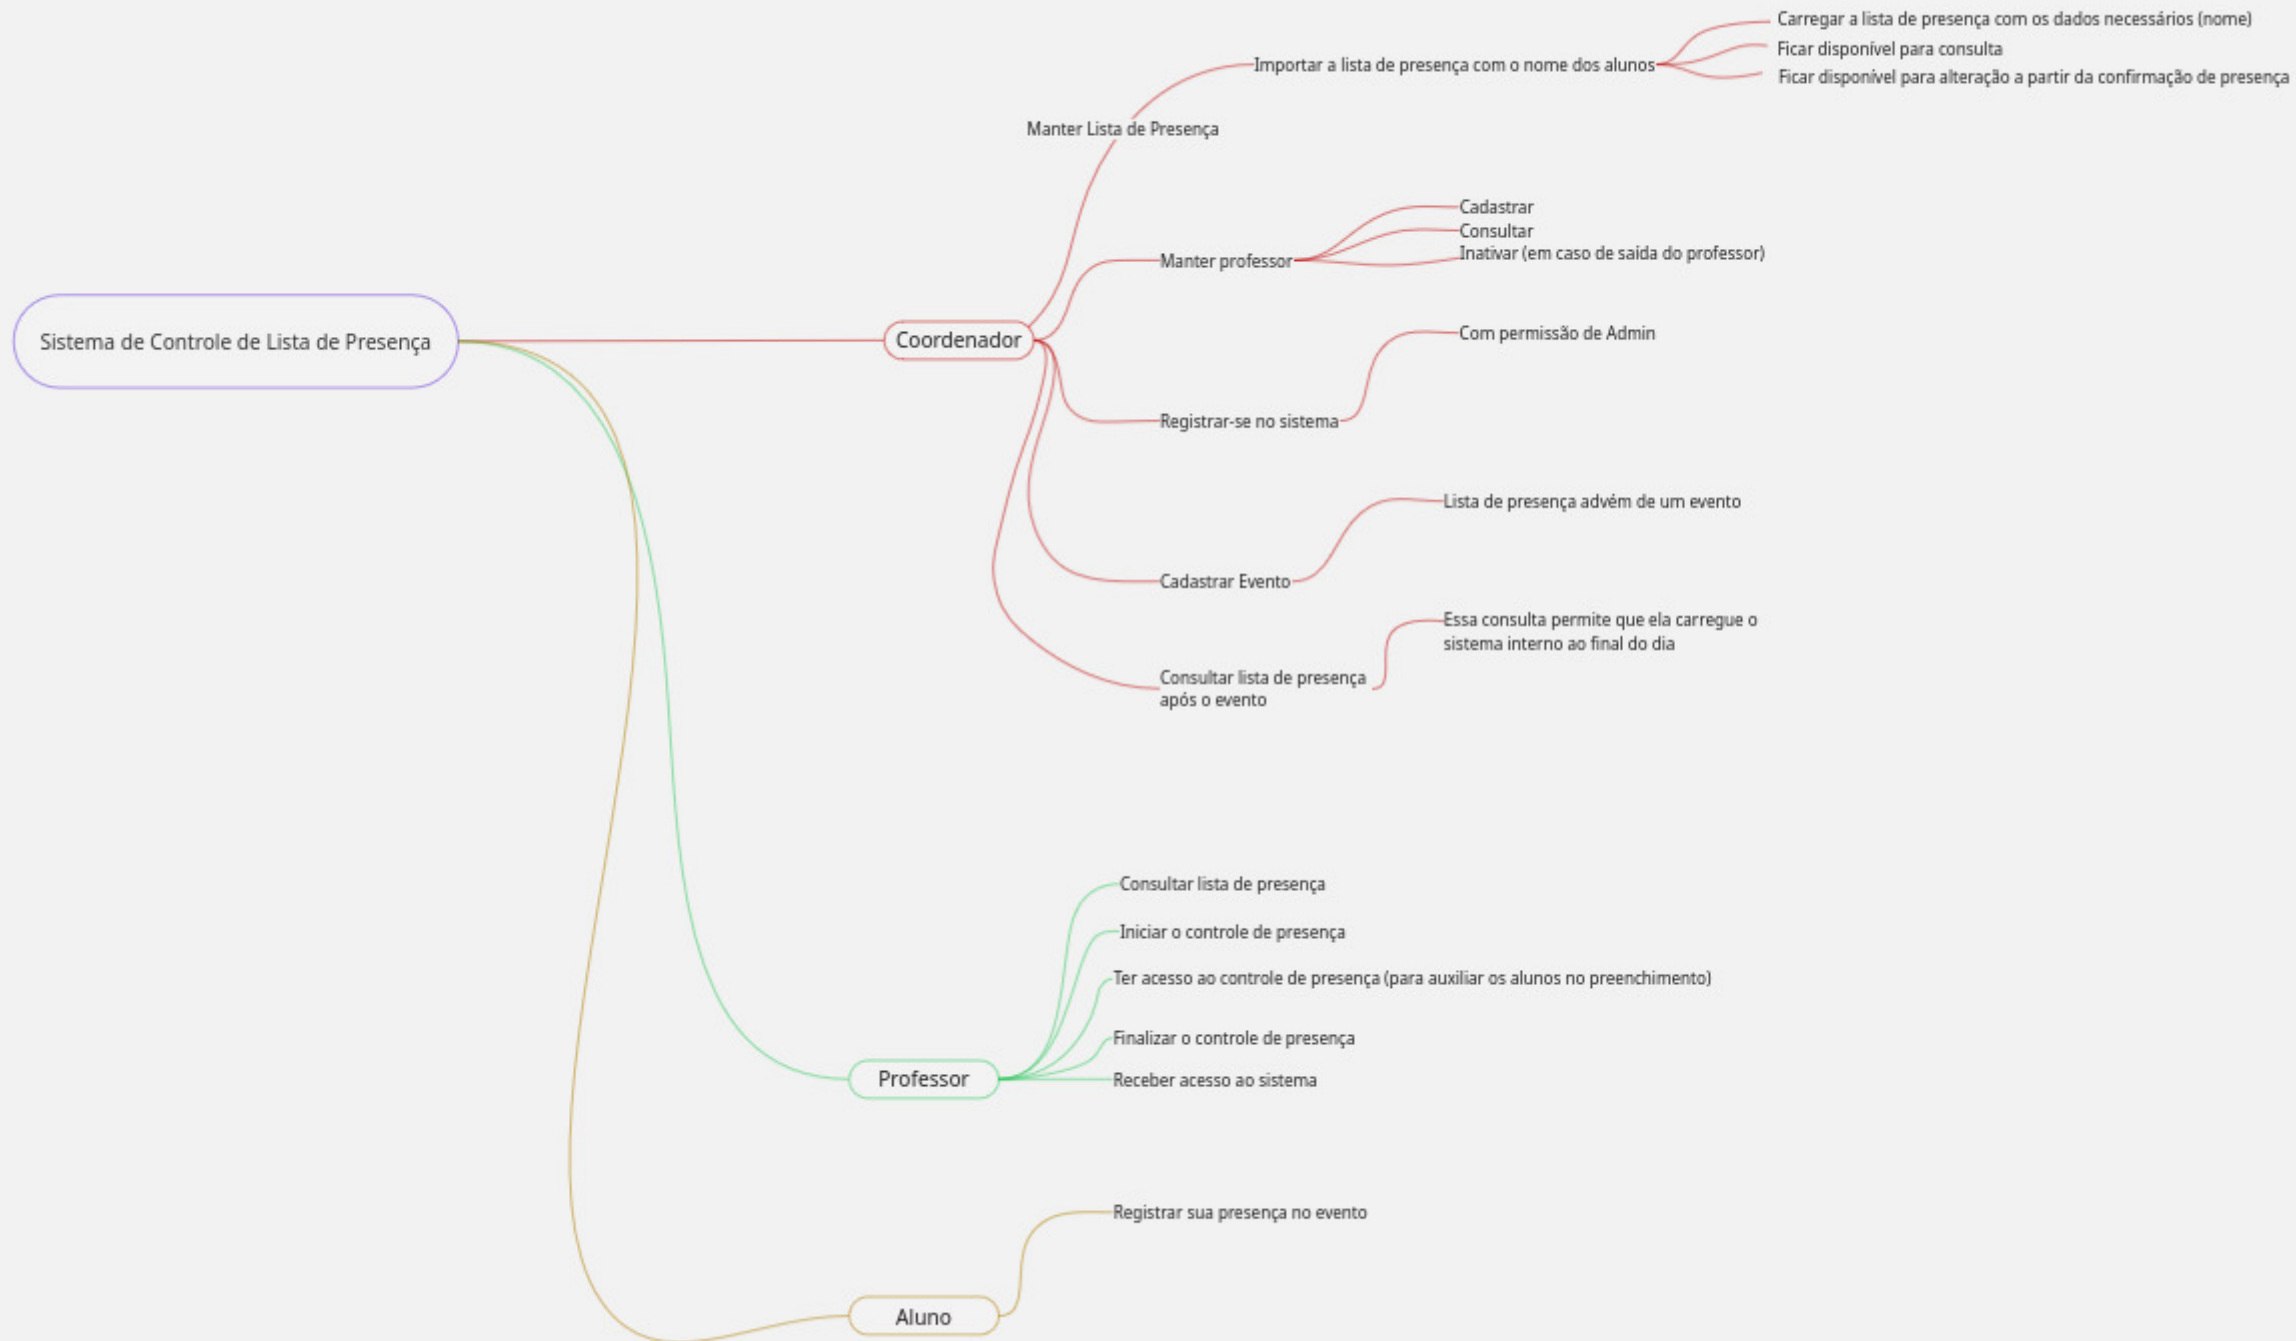 Sistema de Controle de Lista de Presença
Coordenador
Manter Lista de Presença
Importar a lista de presença com o nome dos alunos
Carregar a lista de presença com os dados necessários (nome)
Ficar disponível para consulta
Ficar disponível para alteração a partir da confirmação de presença
Manter professor
Cadastrar
Consultar
Inativar (em caso de saída do professor)
Registrar-se no sistema
Com permissão de Admin
Cadastrar Evento
Lista de presença advém de um evento
Consultar lista de presença
após o evento
Essa consulta permite que ela carregue o
sistema interno ao final do dia
Professor
Consultar lista de presença
Iniciar o controle de presença
Ter acesso ao controle de presença (para auxiliar os alunos no preenchimento)
Finalizar o controle de presença
Receber acesso ao sistema
Aluno
Registrar sua presença no evento